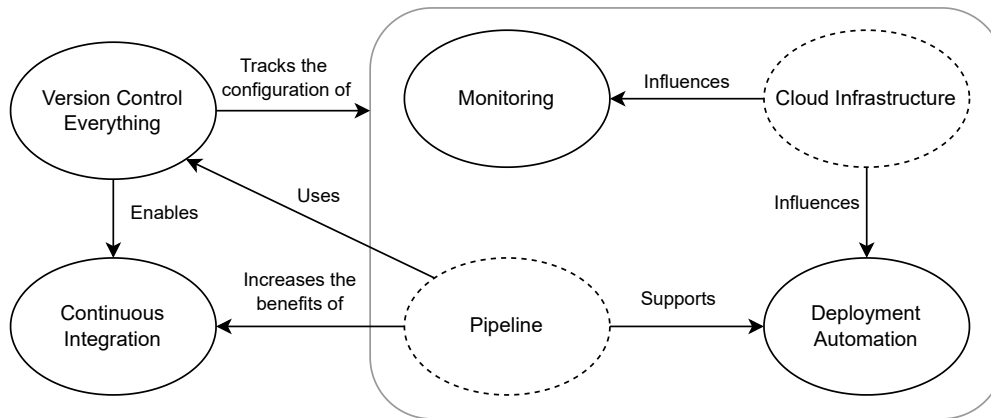 Version Control
Everything
Tracks the
configuration of
Monitoring
Influences
Cloud Infrastructure
Enables
Uses
Influences
Continuous
Integration
Increases the
benefits of
Pipeline
Supports
Deployment
Automation